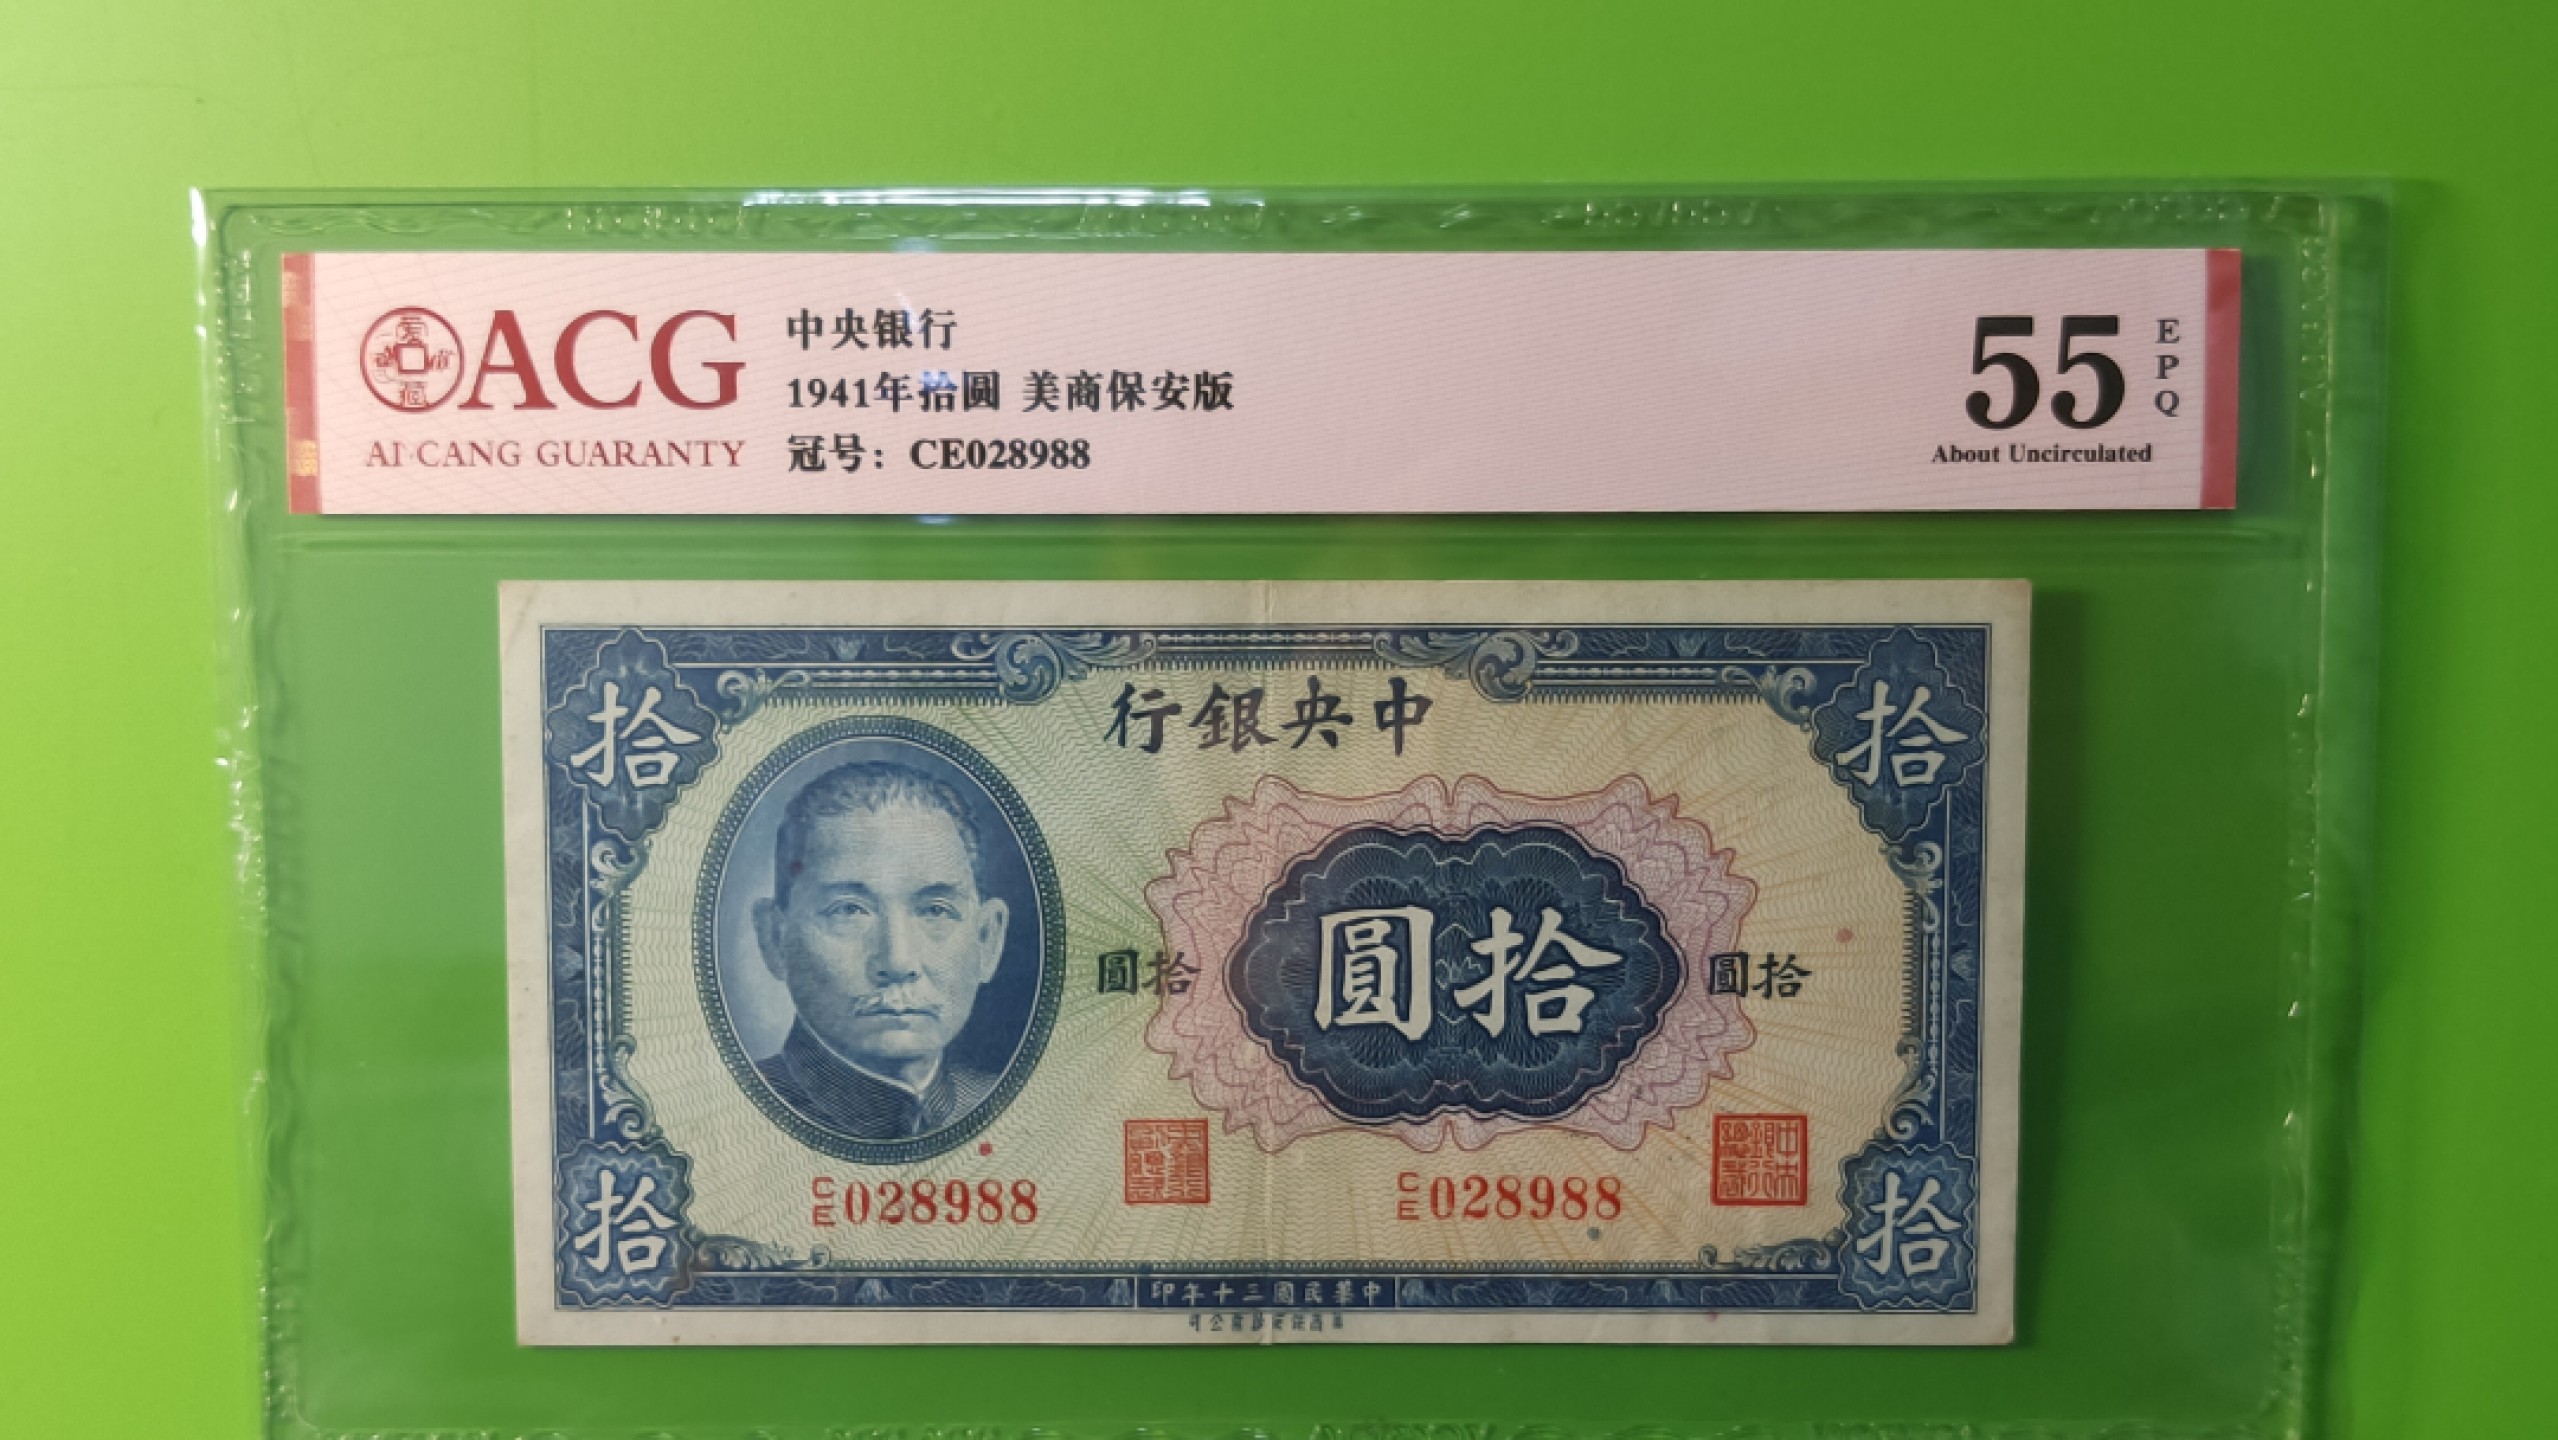 ACG
AI CANG GUARANTY
中央银行
1941年拾圆 美商保安版
冠号：CE028988
55
EPQ
About Uncirculated
行銀央中
拾
拾
圓拾
圓拾
圓拾
C/E 028988
C/E 028988
拾
拾
印年十三國民華中